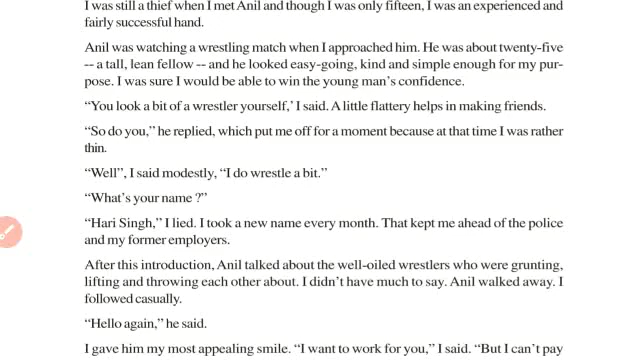 I was still a thief when I met Anil and though I was only fifteen, I was an experienced and
fairly successful hand.
Anil was watching a wrestling match when I approached him. He was about twenty-five
-- a tall, lean fellow -- and he looked easy-going, kind and simple enough for my pur-
pose. I was sure I would be able to win the young man's confidence.
"You look a bit of a wrestler yourself,' I said. A little flattery helps in making friends.
"So do you," he replied, which put me off for a moment because at that time I was rather
thin.
"Well", I said modestly, "I do wrestle a bit."
"What's your name ?"
"Hari Singh," I lied. I took a new name every month. That kept me ahead of the police
and my former employers.
After this introduction, Anil talked about the well-oiled wrestlers who were grunting,
lifting and throwing each other about. I didn't have much to say. Anil walked away. I
followed casually.
"Hello again," he said.
I gave him my most appealing smile. "I want to work for you," I said. "But I can't pay